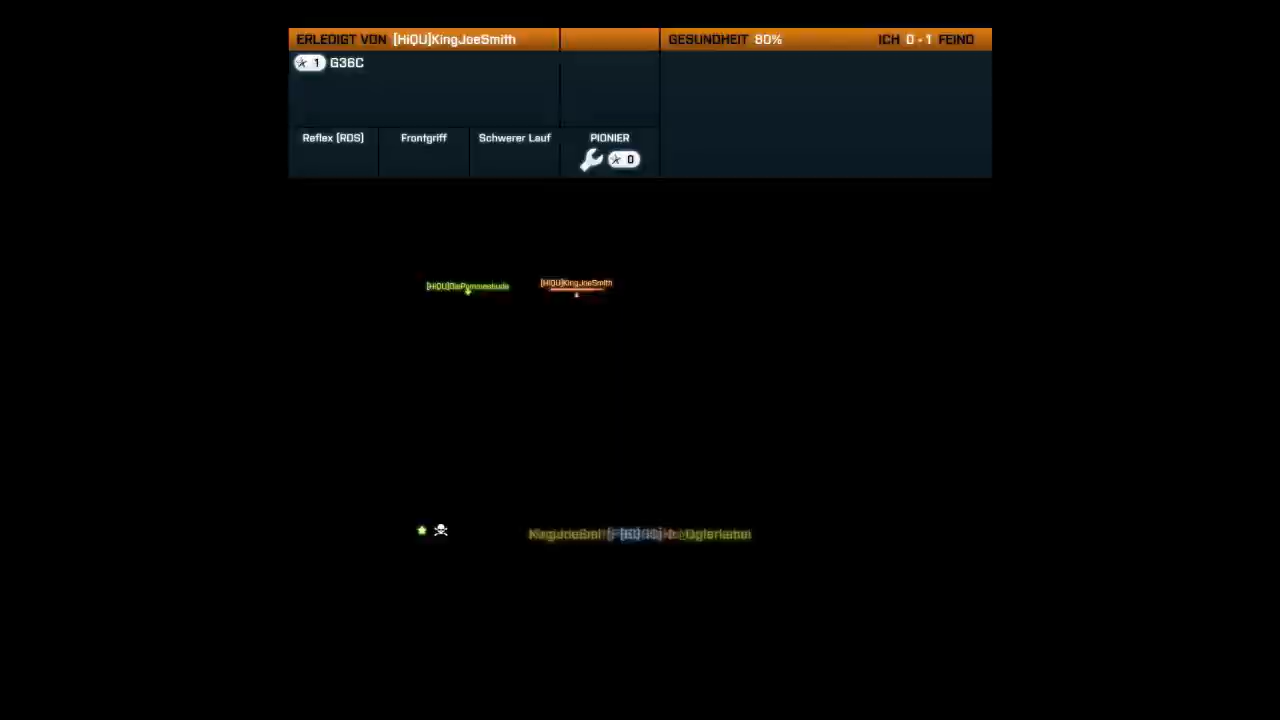 ERLEDIGT VON [HiQU]KingJoeSmith GESUNDHEIT 80% ICH 0 - 1 FEIND
1 G36C
Reflex [RDS] Frontgriff Schwerer Lauf PIONIER
0
[HiQU]KingJoeSmith